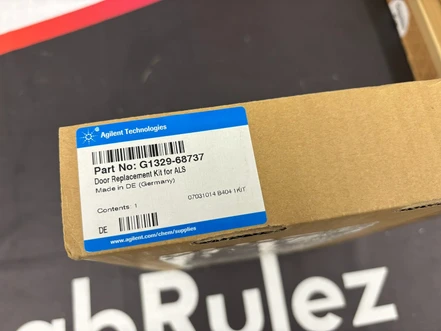 Agilent Technologies
Part No: G1329-68737
Door Replacement Kit for ALS
Made in DE (Germany)
07031014 B404 1KIT
Contents: 1
DE
www.agilent.com/chem/supplies
abRulez